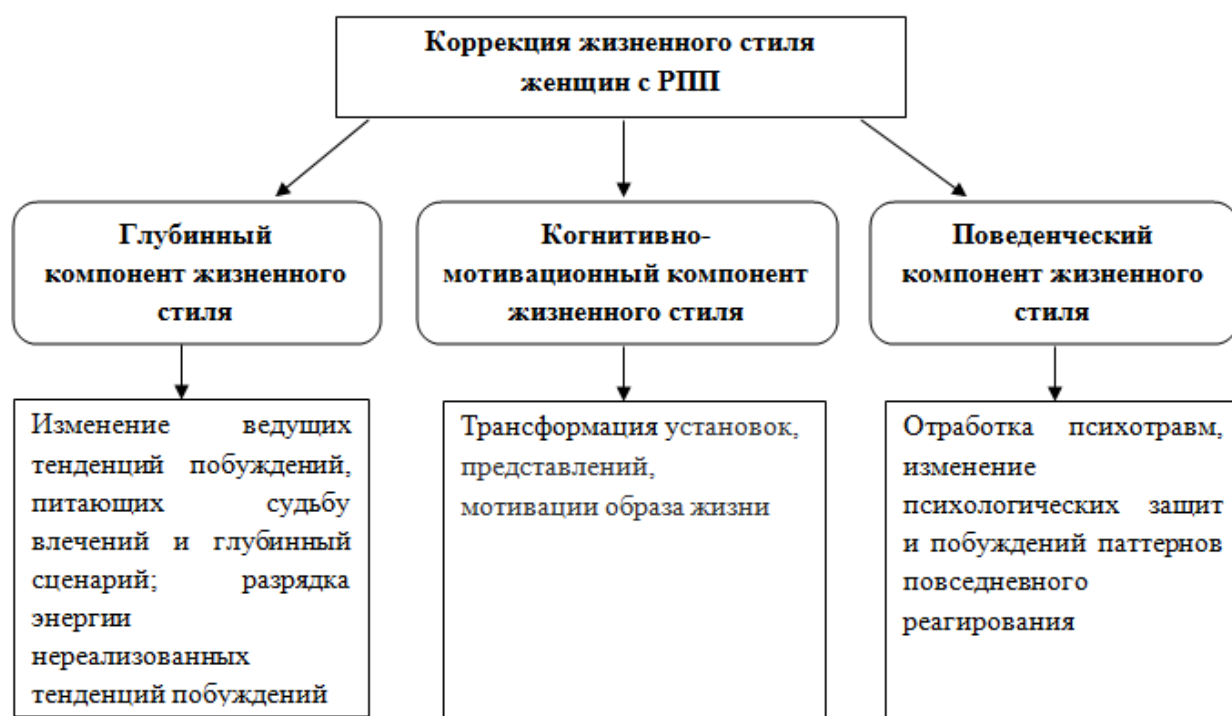 Коррекция жизненного стиля
женщин с РПП
Глубинный
компонент жизненного
стиля
Когнитивно-
мотивационный компонент
жизненного стиля
Поведенческий
компонент жизненного
стиля
Изменение ведущих
тенденций побуждений,
питающих судьбу
влечений и глубинный
сценарий; разрядка
энергии
нереализованных
тенденций побуждений
Трансформация установок,
представлений,
мотивации образа жизни
Отработка психотравм,
изменение
психологических защит
и побуждений паттернов
повседневного
реагирования